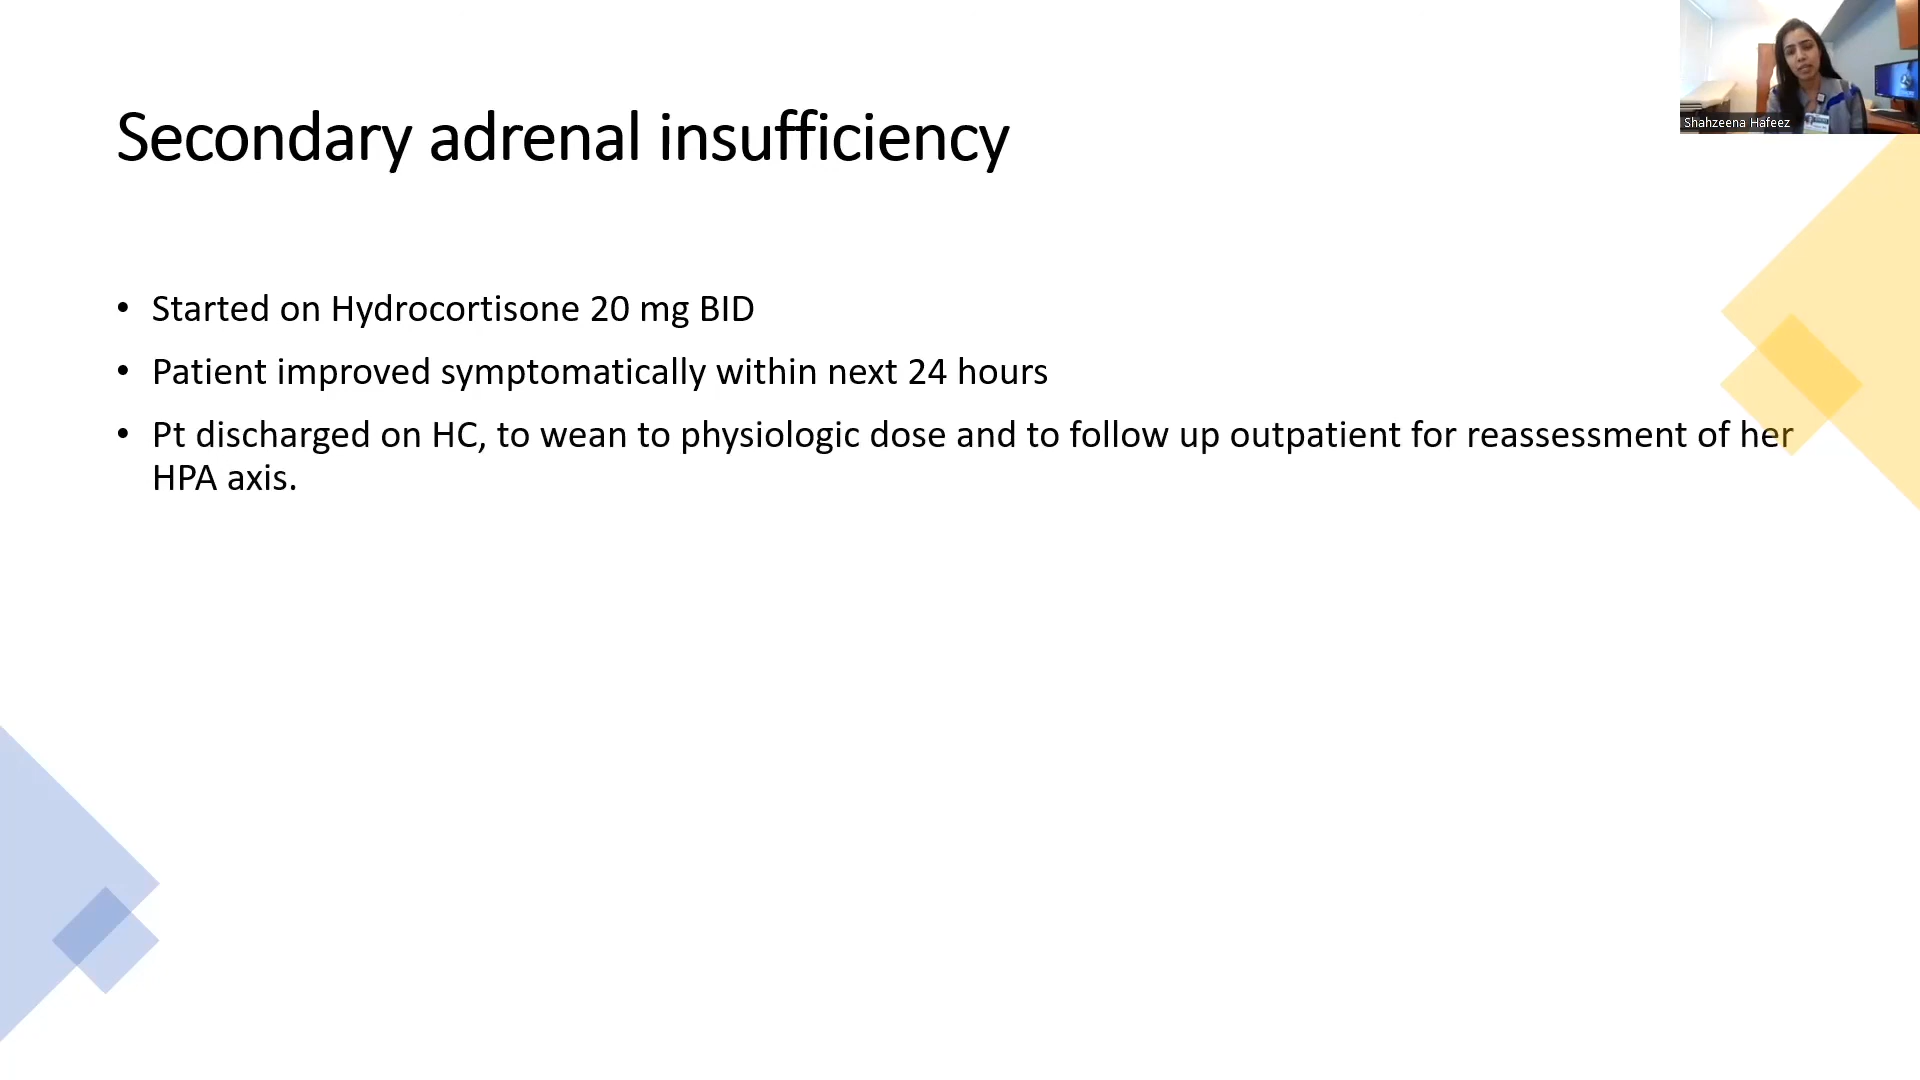 Shahzeena Hafeez
Secondary adrenal insufficiency
• Started on Hydrocortisone 20 mg BID
• Patient improved symptomatically within next 24 hours
• Pt discharged on HC, to wean to physiologic dose and to follow up outpatient for reassessment of her
HPA axis.